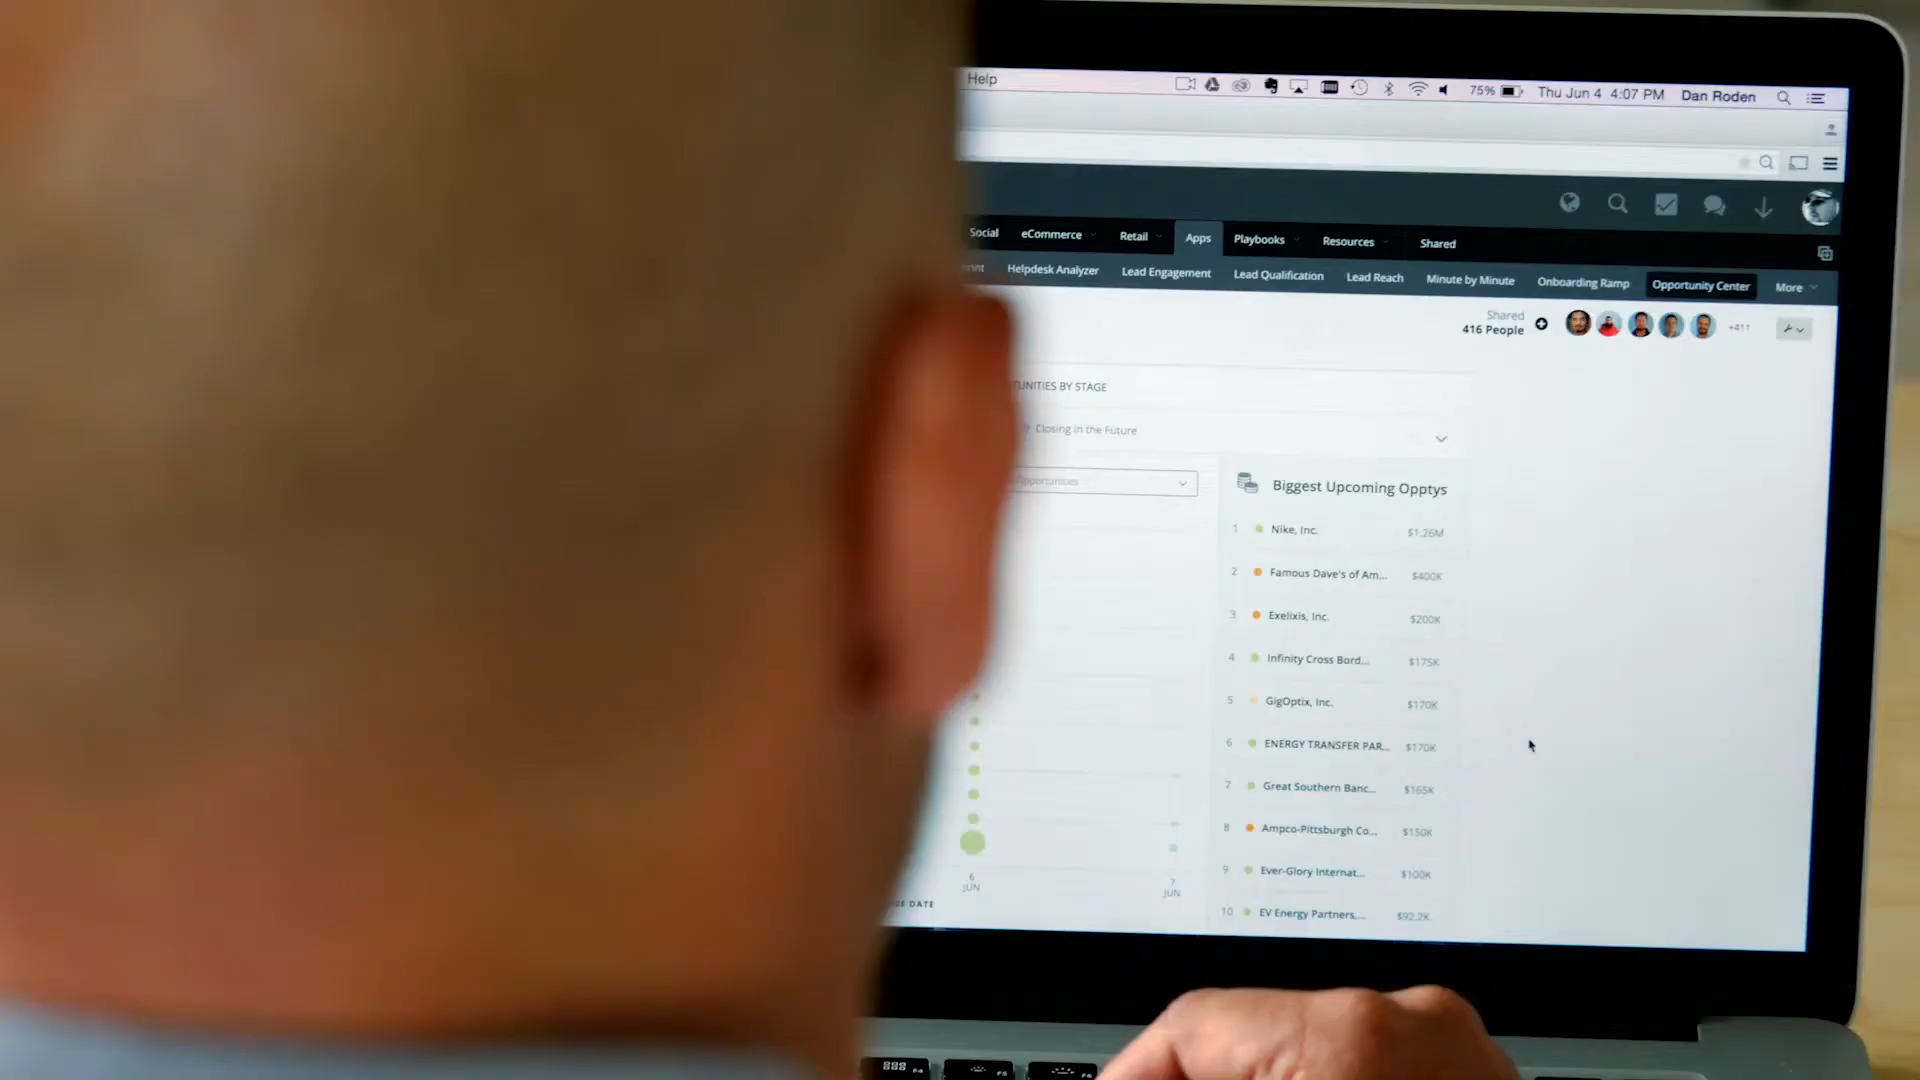 Help 75% Thu Jun 4 4:07 PM Dan Roden
Social eCommerce Retail Apps Playbooks Resources Shared
Helpdesk Analyzer Lead Engagement Lead Qualification Lead Reach Minute by Minute Onboarding Ramp Opportunity Center More
Shared
416 People +411
TUNITIES BY STAGE
Closing in the Future
Opportunities
Biggest Upcoming Opptys
1 Nike, Inc. $1.26M
2 Famous Dave's of Am... $400K
3 Exelixis, Inc. $200K
4 Infinity Cross Bord... $175K
5 GigOptix, Inc. $170K
6 ENERGY TRANSFER PAR... $170K
7 Great Southern Banc... $165K
8 Ampco-Pittsburgh Co... $150K
9 Ever-Glory Internat... $100K
10 EV Energy Partners,... $92.2K
6 7
JUN JUN
DATE
F4 F5 F6